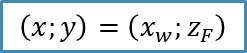 (x; y) = (x_w; z_F)